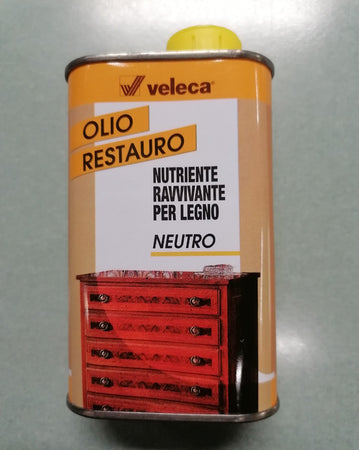 veleca®
OLIO
RESTAURO
NUTRIENTE
RAVVIVANTE
PER LEGNO
NEUTRO